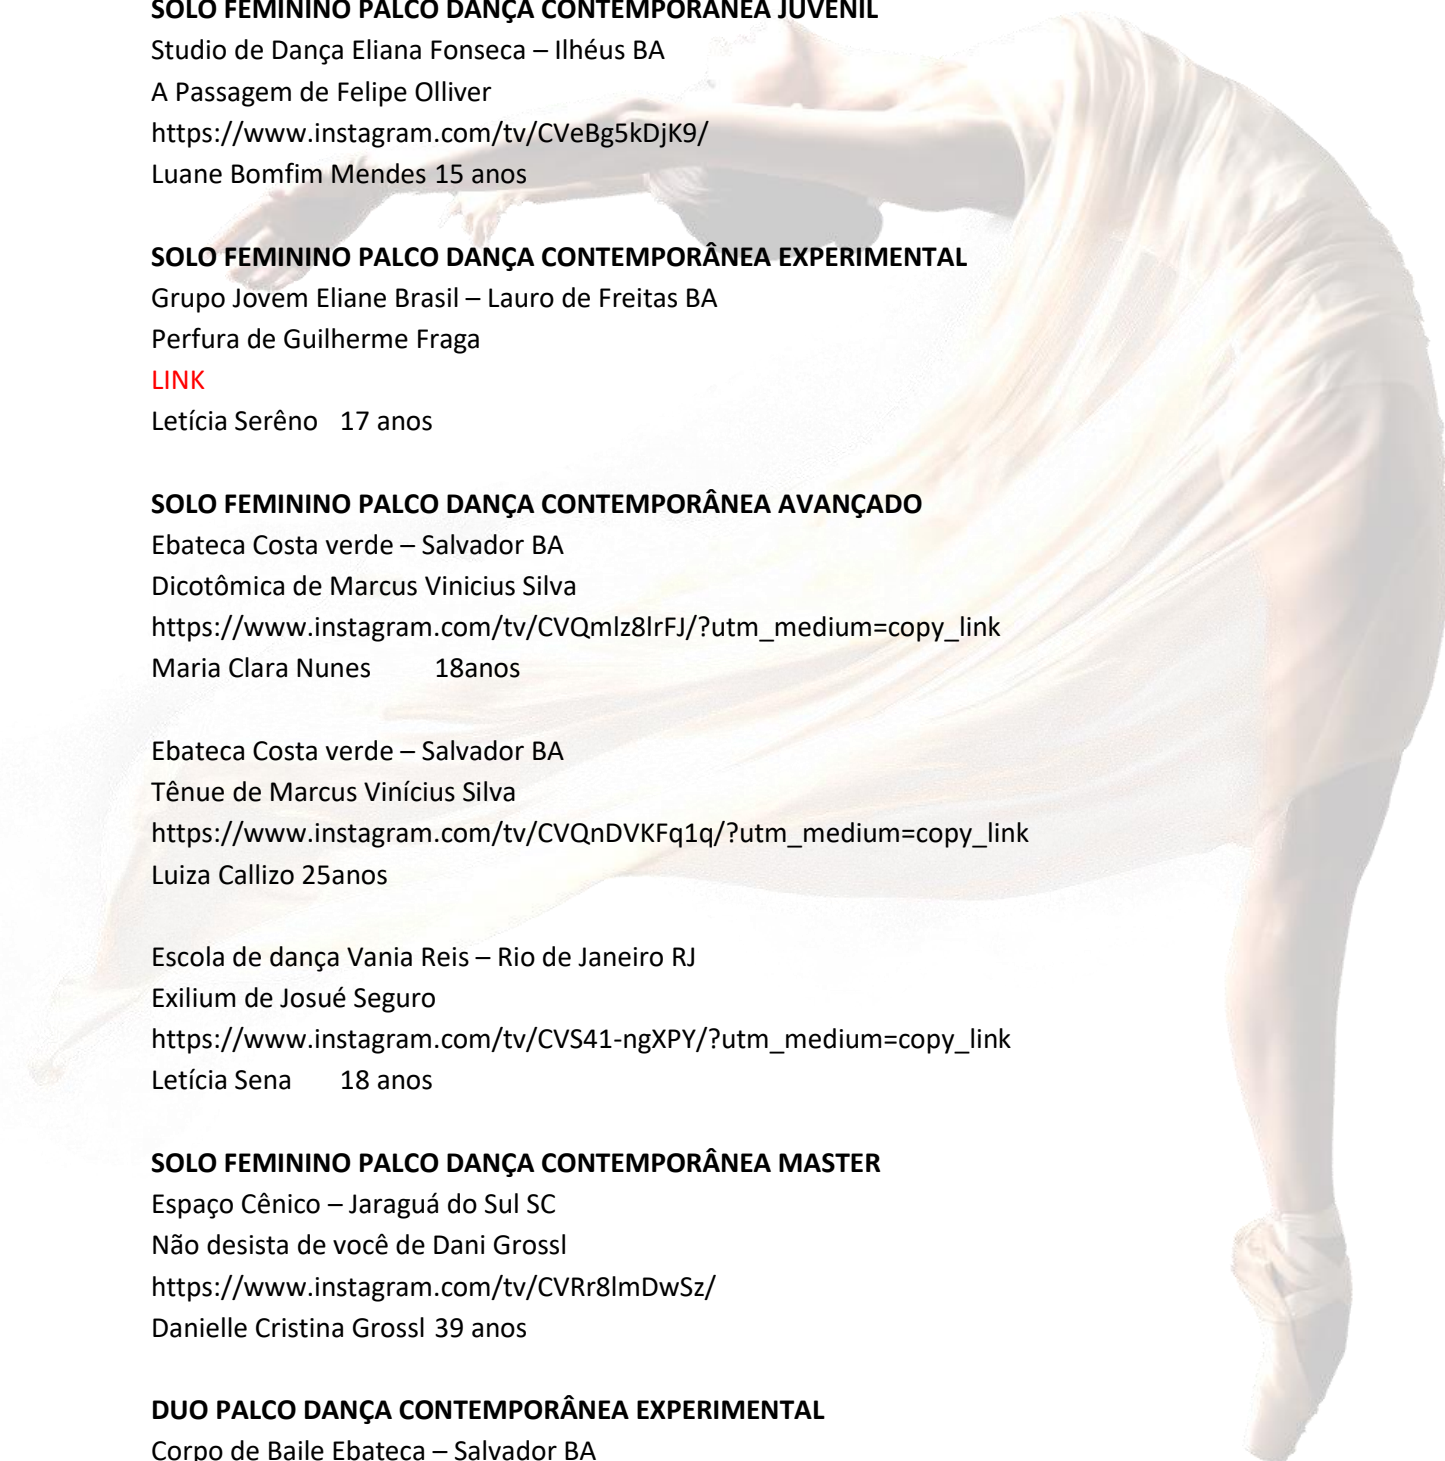 SOLO FEMININO PALCO DANÇA CONTEMPORÂNEA JUVENIL
Studio de Dança Eliana Fonseca – Ilhéus BA
A Passagem de Felipe Olliver
https://www.instagram.com/tv/CVeBg5kDjK9/
Luane Bomfim Mendes 15 anos
SOLO FEMININO PALCO DANÇA CONTEMPORÂNEA EXPERIMENTAL
Grupo Jovem Eliane Brasil – Lauro de Freitas BA
Perfura de Guilherme Fraga
LINK
Letícia Serêno 17 anos
SOLO FEMININO PALCO DANÇA CONTEMPORÂNEA AVANÇADO
Ebateca Costa verde – Salvador BA
Dicotômica de Marcus Vinicius Silva
https://www.instagram.com/tv/CVQmlz8lrFJ/?utm_medium=copy_link
Maria Clara Nunes 18anos
Ebateca Costa verde – Salvador BA
Tênue de Marcus Vinícius Silva
https://www.instagram.com/tv/CVQnDVKFq1q/?utm_medium=copy_link
Luiza Callizo 25anos
Escola de dança Vania Reis – Rio de Janeiro RJ
Exilium de Josué Seguro
https://www.instagram.com/tv/CVS41-ngXPY/?utm_medium=copy_link
Letícia Sena 18 anos
SOLO FEMININO PALCO DANÇA CONTEMPORÂNEA MASTER
Espaço Cênico – Jaraguá do Sul SC
Não desista de você de Dani Grossl
https://www.instagram.com/tv/CVRr8lmDwSz/
Danielle Cristina Grossl 39 anos
DUO PALCO DANÇA CONTEMPORÂNEA EXPERIMENTAL
Corpo de Baile Ebateca – Salvador BA